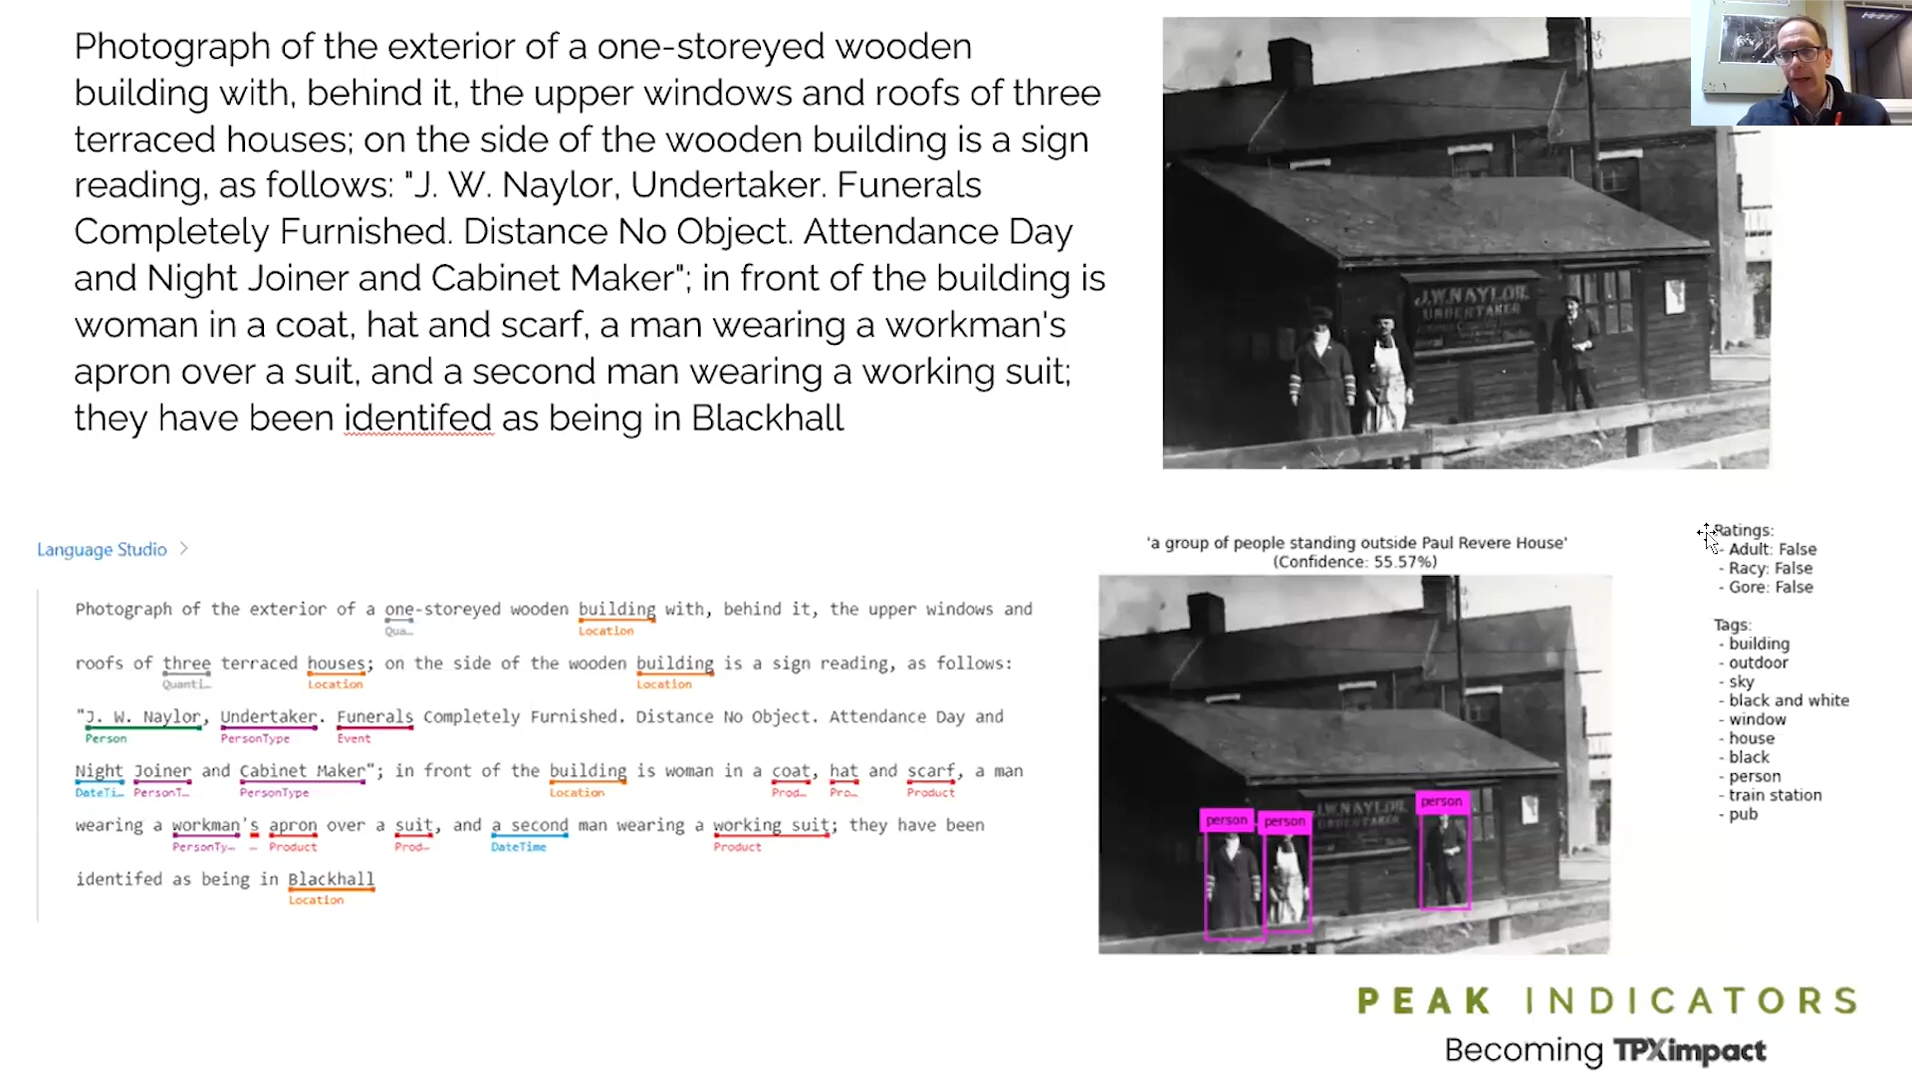 Photograph of the exterior of a one-storeyed wooden
building with, behind it, the upper windows and roofs of three
terraced houses; on the side of the wooden building is a sign
reading, as follows: "J. W. Naylor, Undertaker. Funerals
Completely Furnished. Distance No Object. Attendance Day
and Night Joiner and Cabinet Maker"; in front of the building is
woman in a coat, hat and scarf, a man wearing a workman's
apron over a suit, and a second man wearing a working suit;
they have been identifed as being in Blackhall
J.W.NAYLOR.
UNDERTAKER
Language Studio
Photograph of the exterior of a one-storeyed wooden building with, behind it, the upper windows and
Qua… Location
roofs of three terraced houses; on the side of the wooden building is a sign reading, as follows:
Quanti… Location Location
"J. W. Naylor, Undertaker. Funerals Completely Furnished. Distance No Object. Attendance Day and
Person PersonType Event
Night Joiner and Cabinet Maker"; in front of the building is woman in a coat, hat and scarf, a man
DateTi… PersonT… PersonType Location Prod… Pro… Product
wearing a workman's apron over a suit, and a second man wearing a working suit; they have been
PersonTy… … Product Prod… DateTime Product
identifed as being in Blackhall
Location
'a group of people standing outside Paul Revere House'
(Confidence: 55.57%)
J.W.NAYLOR.
UNDERTAKER
person
person person
Ratings:
- Adult: False
- Racy: False
- Gore: False
Tags:
- building
- outdoor
- sky
- black and white
- window
- house
- black
- person
- train station
- pub
PEAK INDICATORS
Becoming TPXimpact